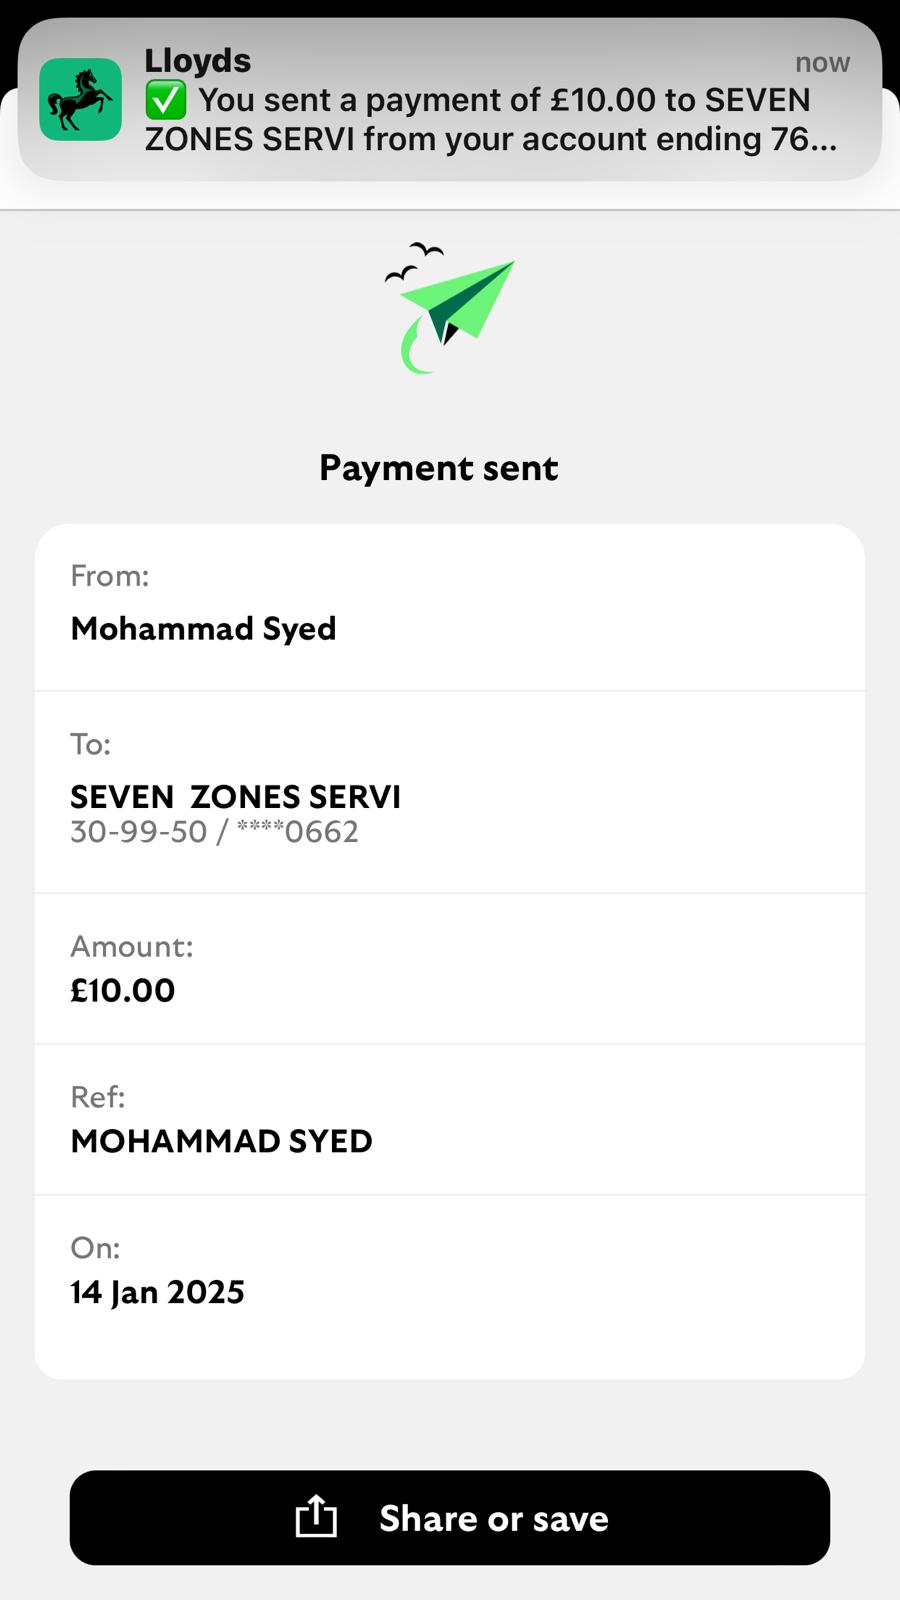 Lloyds
now
✅ You sent a payment of £10.00 to SEVEN
ZONES SERVI from your account ending 76...
Payment sent
From:
Mohammad Syed
To:
SEVEN  ZONES SERVI
30-99-50 / ****0662
Amount:
£10.00
Ref:
MOHAMMAD SYED
On:
14 Jan 2025
Share or save